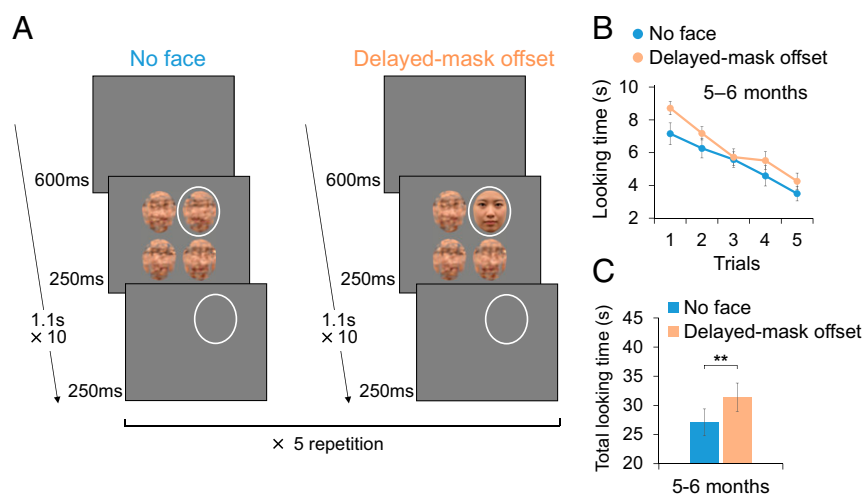 A
No face
Delayed-mask offset
600ms
600ms
250ms
250ms
1.1s
× 10
1.1s
× 10
250ms
250ms
× 5 repetition
B
No face
Delayed-mask offset
5–6 months
Looking time (s)
10
8
6
4
2
1 2 3 4 5
Trials
C
No face
Delayed-mask offset
**
Total looking time (s)
45
40
35
30
25
20
5-6 months